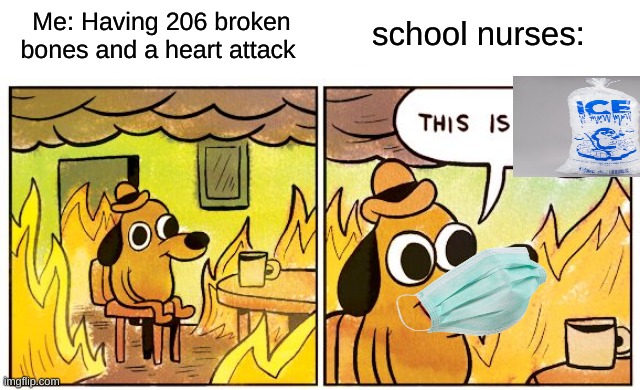 Me: Having 206 broken
bones and a heart attack
school nurses:
THIS IS
ICE
imgflip.com